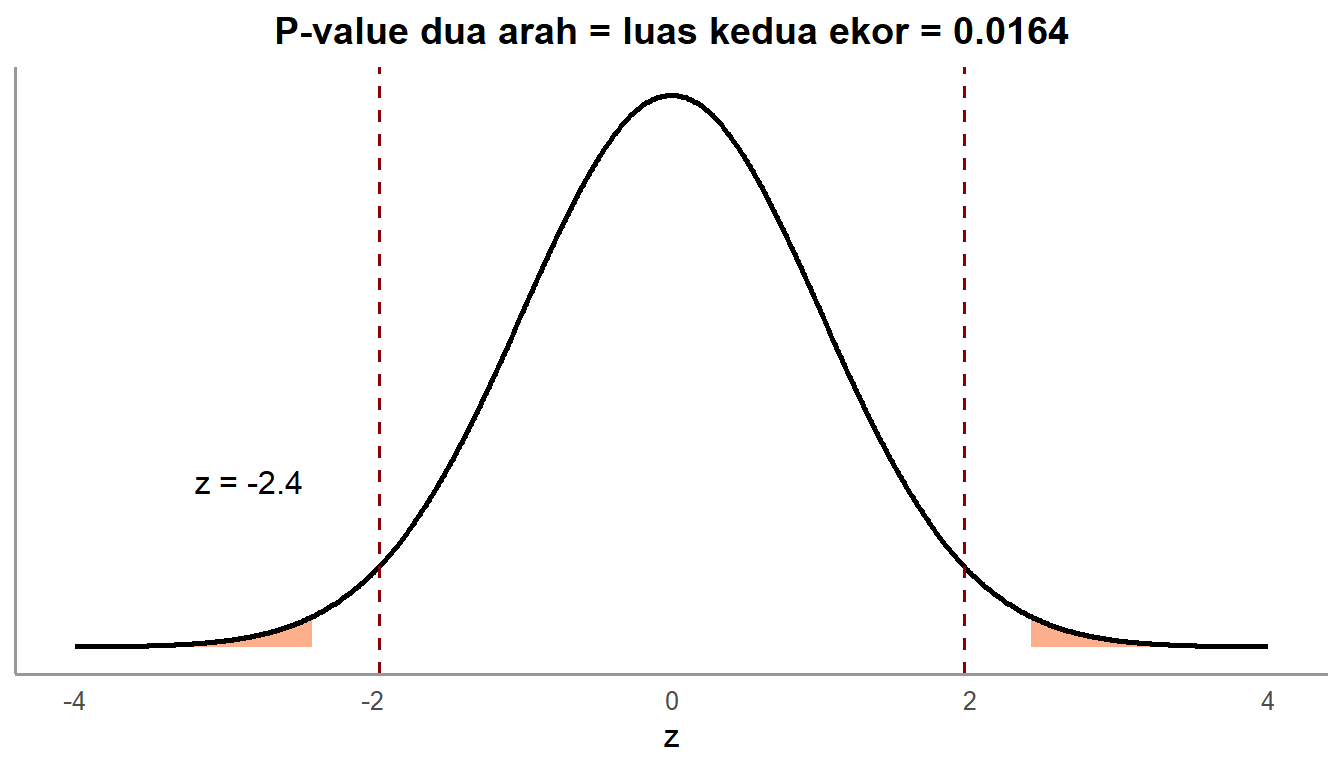 P-value dua arah = luas kedua ekor = 0.0164
z = -2.4
-4 -2 0 2 4
z